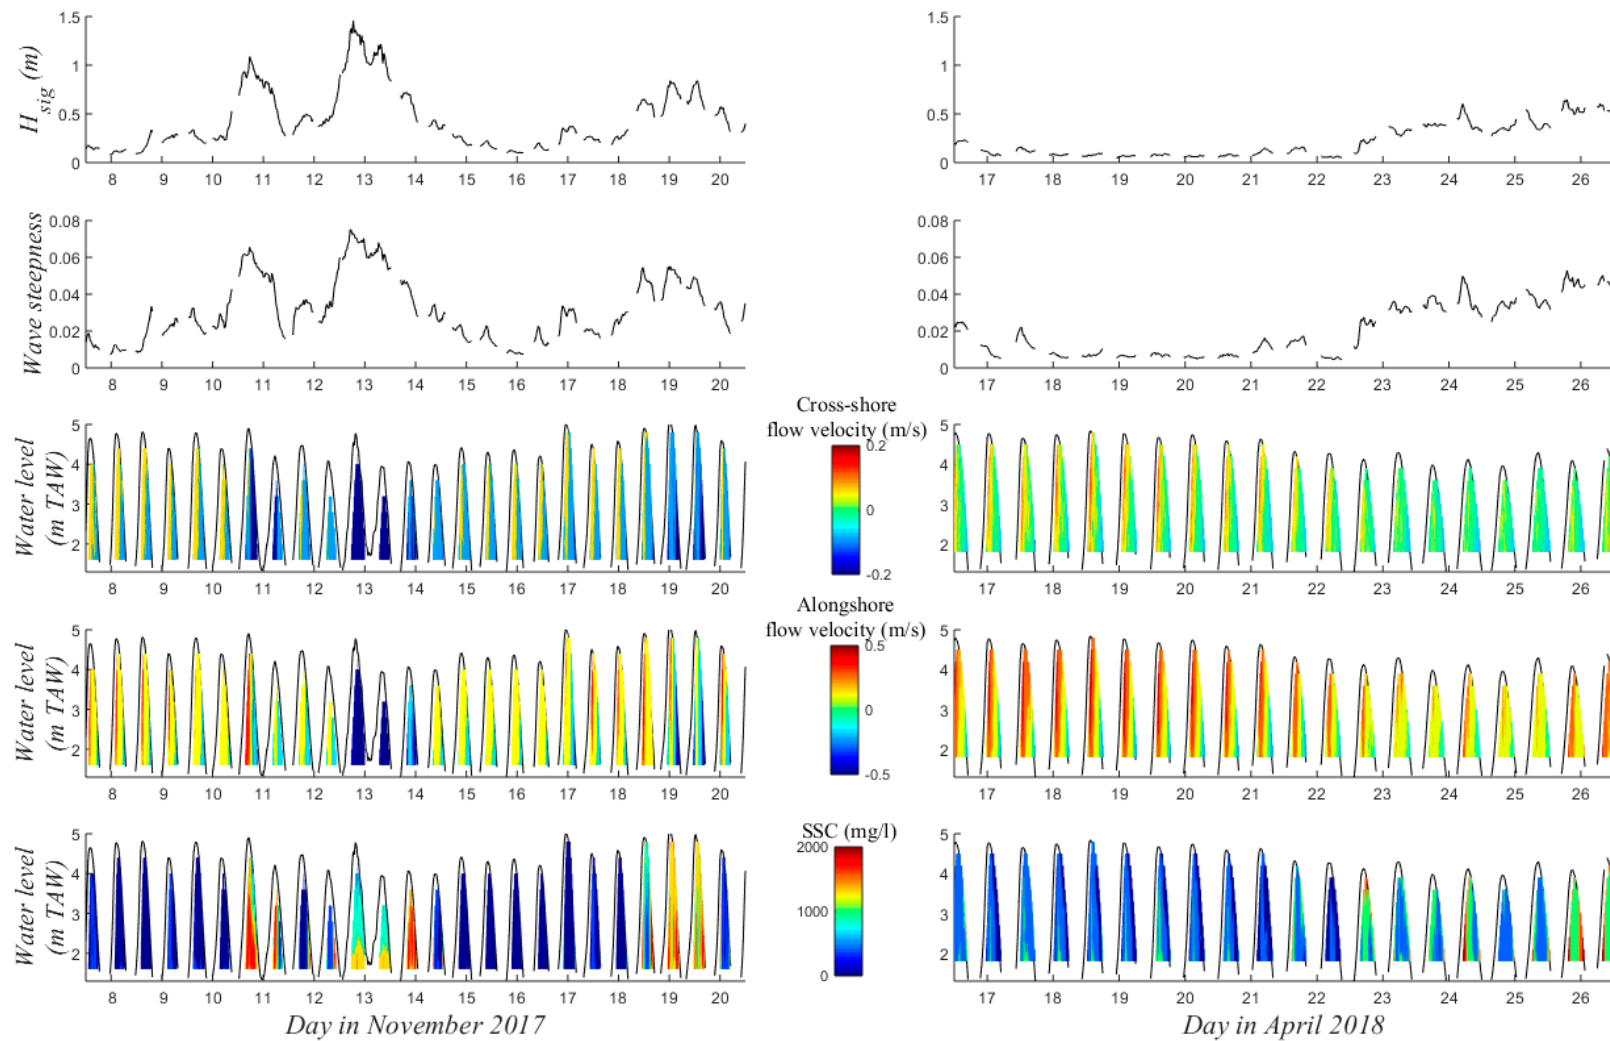 H_sig (m)
1.5
1
0.5
0
8 9 10 11 12 13 14 15 16 17 18 19 20
1.5
1
0.5
0
17 18 19 20 21 22 23 24 25 26
Wave steepness
0.08
0.06
0.04
0.02
0
8 9 10 11 12 13 14 15 16 17 18 19 20
0.08
0.06
0.04
0.02
0
17 18 19 20 21 22 23 24 25 26
Water level
(m TAW)
5
4
3
2
8 9 10 11 12 13 14 15 16 17 18 19 20
Cross-shore
flow velocity (m/s)
0.2
0
-0.2
5
4
3
2
17 18 19 20 21 22 23 24 25 26
Water level
(m TAW)
5
4
3
2
8 9 10 11 12 13 14 15 16 17 18 19 20
Alongshore
flow velocity (m/s)
0.5
0
-0.5
5
4
3
2
17 18 19 20 21 22 23 24 25 26
Water level
(m TAW)
5
4
3
2
8 9 10 11 12 13 14 15 16 17 18 19 20
Day in November 2017
SSC (mg/l)
2000
1000
0
5
4
3
2
17 18 19 20 21 22 23 24 25 26
Day in April 2018